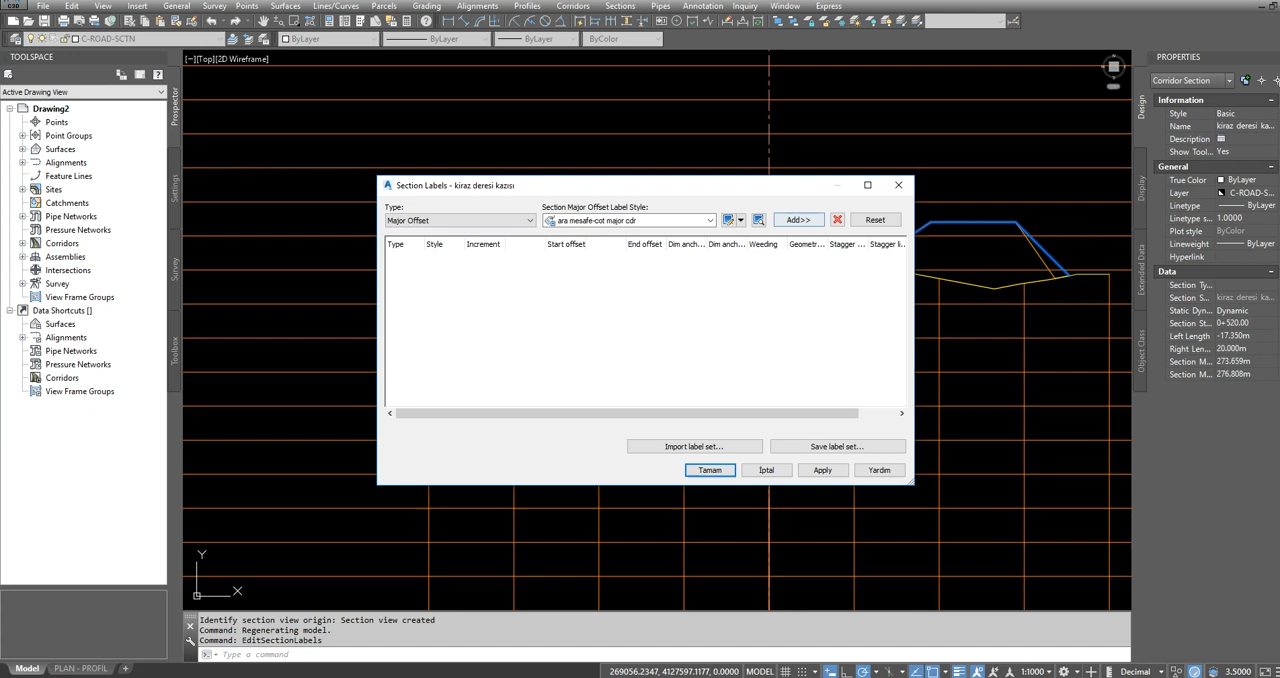 File Edit View Insert General Survey Points Surfaces Lines/Curves Parcels Grading Alignments Profiles Corridors Sections Pipes Annotation Inquiry Window Express
C-ROAD-SCTN ByLayer ByLayer ByLayer ByColor
TOOLSPACE
Active Drawing View
Drawing2
Points
Point Groups
Surfaces
Alignments
Feature Lines
Sites
Catchments
Pipe Networks
Pressure Networks
Corridors
Assemblies
Intersections
Survey
View Frame Groups
Data Shortcuts []
Surfaces
Alignments
Pipe Networks
Pressure Networks
Corridors
View Frame Groups
Prospector
Settings
Survey
Toolbox
[−][Top][2D Wireframe]
Section Labels - kiraz deresi kazısı
Type: Section Major Offset Label Style:
Major Offset ara mesafe-cot major cdr Add>> Reset
Type Style Increment Start offset End offset Dim anch... Dim anch... Weeding Geometr... Stagger ... Stagger li...
Import label set... Save label set...
Tamam İptal Apply Yardım
Y
X
PROPERTIES
Corridor Section
Information
Style Basic
Name kiraz deresi ka...
Description
Show Tool... Yes
General
True Color ByLayer
Layer C-ROAD-SC...
Linetype ByLayer
Linetype s... 1.0000
Plot style ByColor
Lineweight ByLayer
Hyperlink
Data
Section Ty...
Section S... kiraz deresi ka...
Static Dyn... Dynamic
Section St... 0+520.00
Left Length -17.350m
Right Len... 20.000m
Section M... 273.659m
Section M... 276.808m
Design
Display
Extended Data
Object Class
Identify section view origin: Section view created
Command: Regenerating model.
Command: EditSectionLabels
Type a command
Model PLAN - PROFİL + 269056.2347, 4127597.1177, 0.0000 MODEL 1:1000 Decimal 3.5000